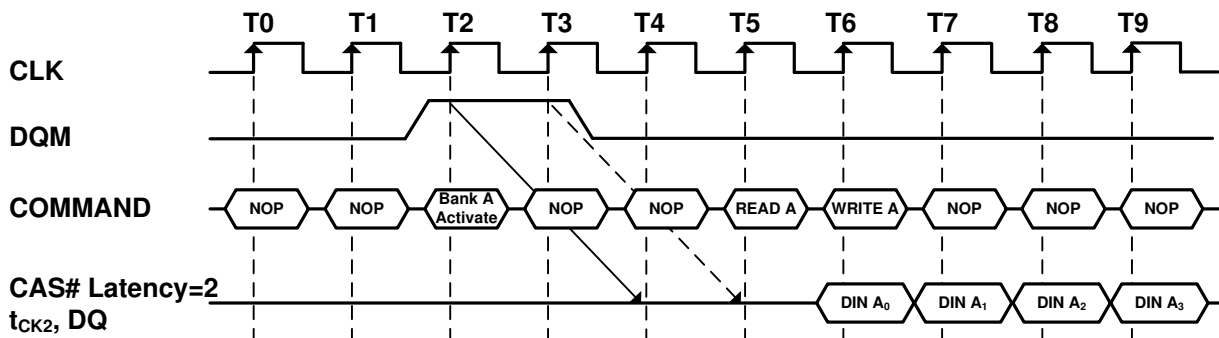 T0 T1 T2 T3 T4 T5 T6 T7 T8 T9
CLK
DQM
COMMAND NOP NOP Bank A Activate NOP NOP READ A WRITE A NOP NOP NOP
CAS# Latency=2
tCK2, DQ DIN A0 DIN A1 DIN A2 DIN A3